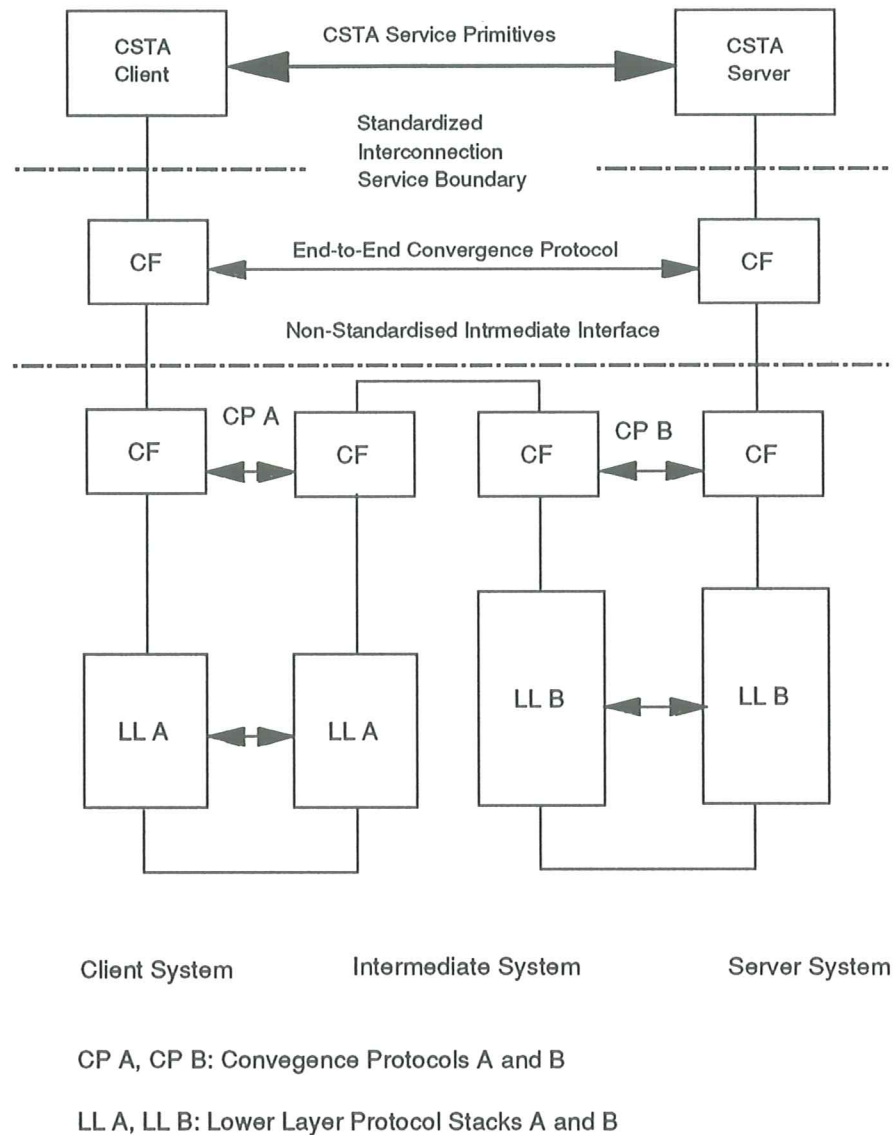 CSTA
Client
CSTA Service Primitives
CSTA
Server
Standardized
Interconnection
Service Boundary
CF
End-to-End Convergence Protocol
CF
Non-Standardised Intrmediate Interface
CF
CP A
CF
CF
CP B
CF
LL A
LL A
LL B
LL B
Client System
Intermediate System
Server System
CP A, CP B: Convegence Protocols A and B
LL A, LL B: Lower Layer Protocol Stacks A and B